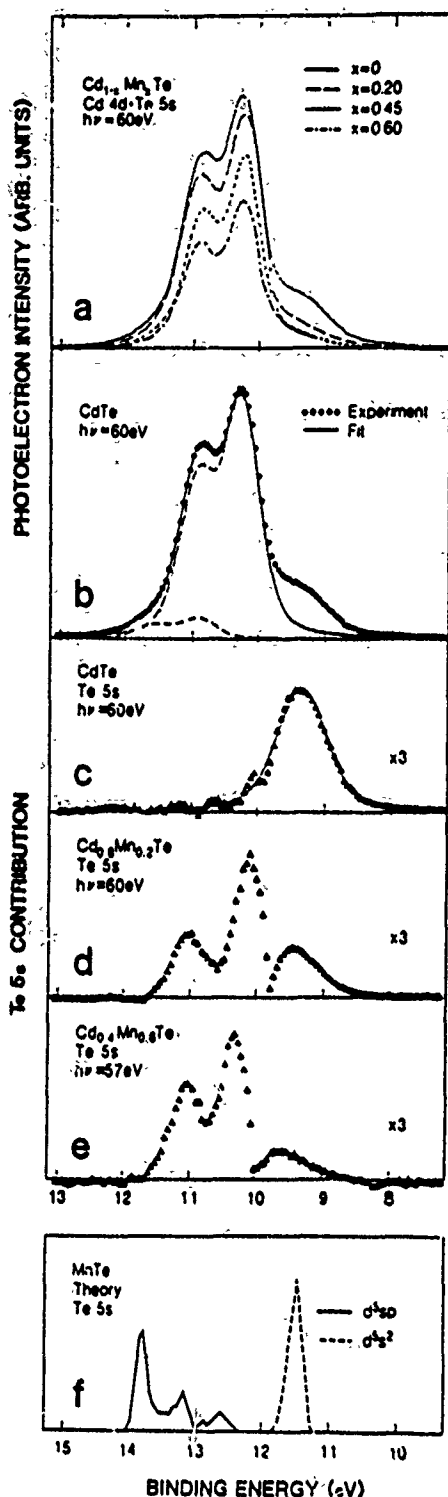 PHOTOELECTRON INTENSITY (ARB. UNITS)
Cd1-xMnxTe
Cd 4d·Te 5s
hν=60eV
x=0
x=0.20
x=0.45
x=0.60
a
CdTe
hν=60eV
Experiment
Fit
b
Te 5s CONTRIBUTION
CdTe
Te 5s
hν=60eV
x3
c
Cd0.8Mn0.2Te
Te 5s
hν=60eV
x3
d
Cd0.4Mn0.6Te
Te 5s
hν=57eV
x3
e
13 12 11 10 9 8
MnTe
Theory
Te 5s
d5sp
d5s2
f
15 14 13 12 11 10
BINDING ENERGY (eV)